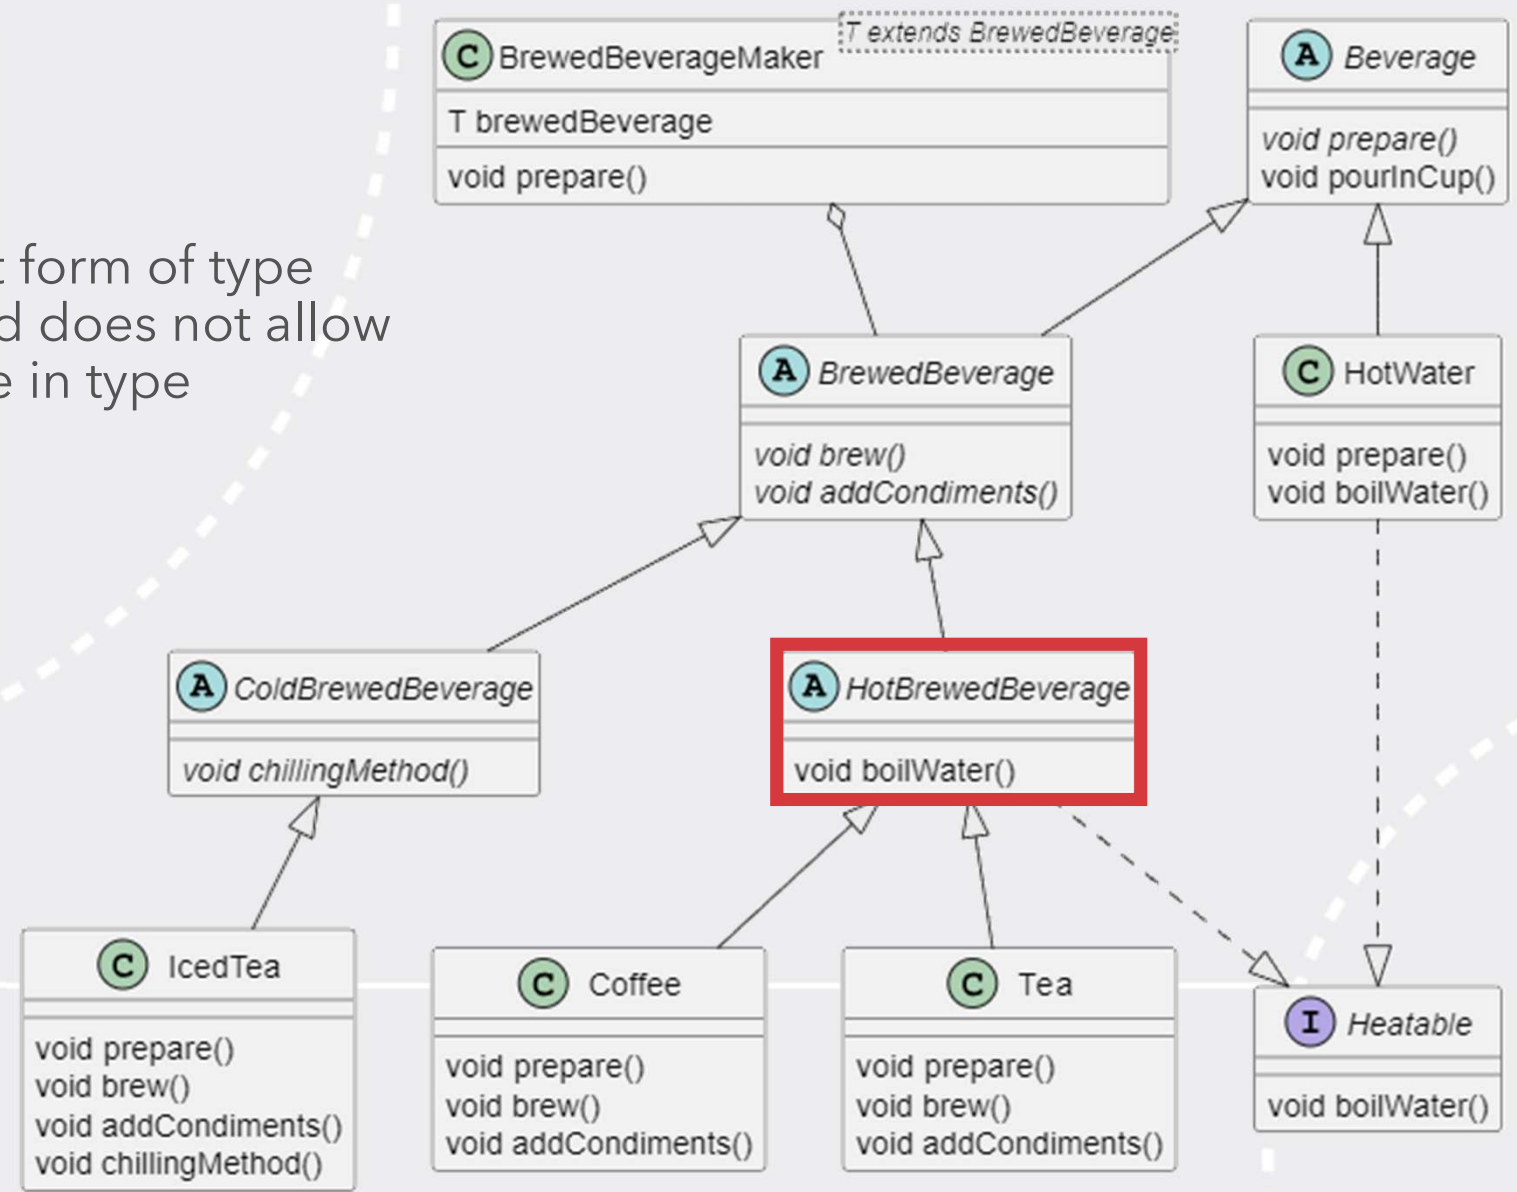 T extends BrewedBeverage
C BrewedBeverageMaker
T brewedBeverage
void prepare()
A Beverage
void prepare()
void pourInCup()
form of type
does not allow
in type
A BrewedBeverage
void brew()
void addCondiments()
C HotWater
void prepare()
void boilWater()
A ColdBrewedBeverage
void chillingMethod()
A HotBrewedBeverage
void boilWater()
C IcedTea
void prepare()
void brew()
void addCondiments()
void chillingMethod()
C Coffee
void prepare()
void brew()
void addCondiments()
C Tea
void prepare()
void brew()
void addCondiments()
I Heatable
void boilWater()